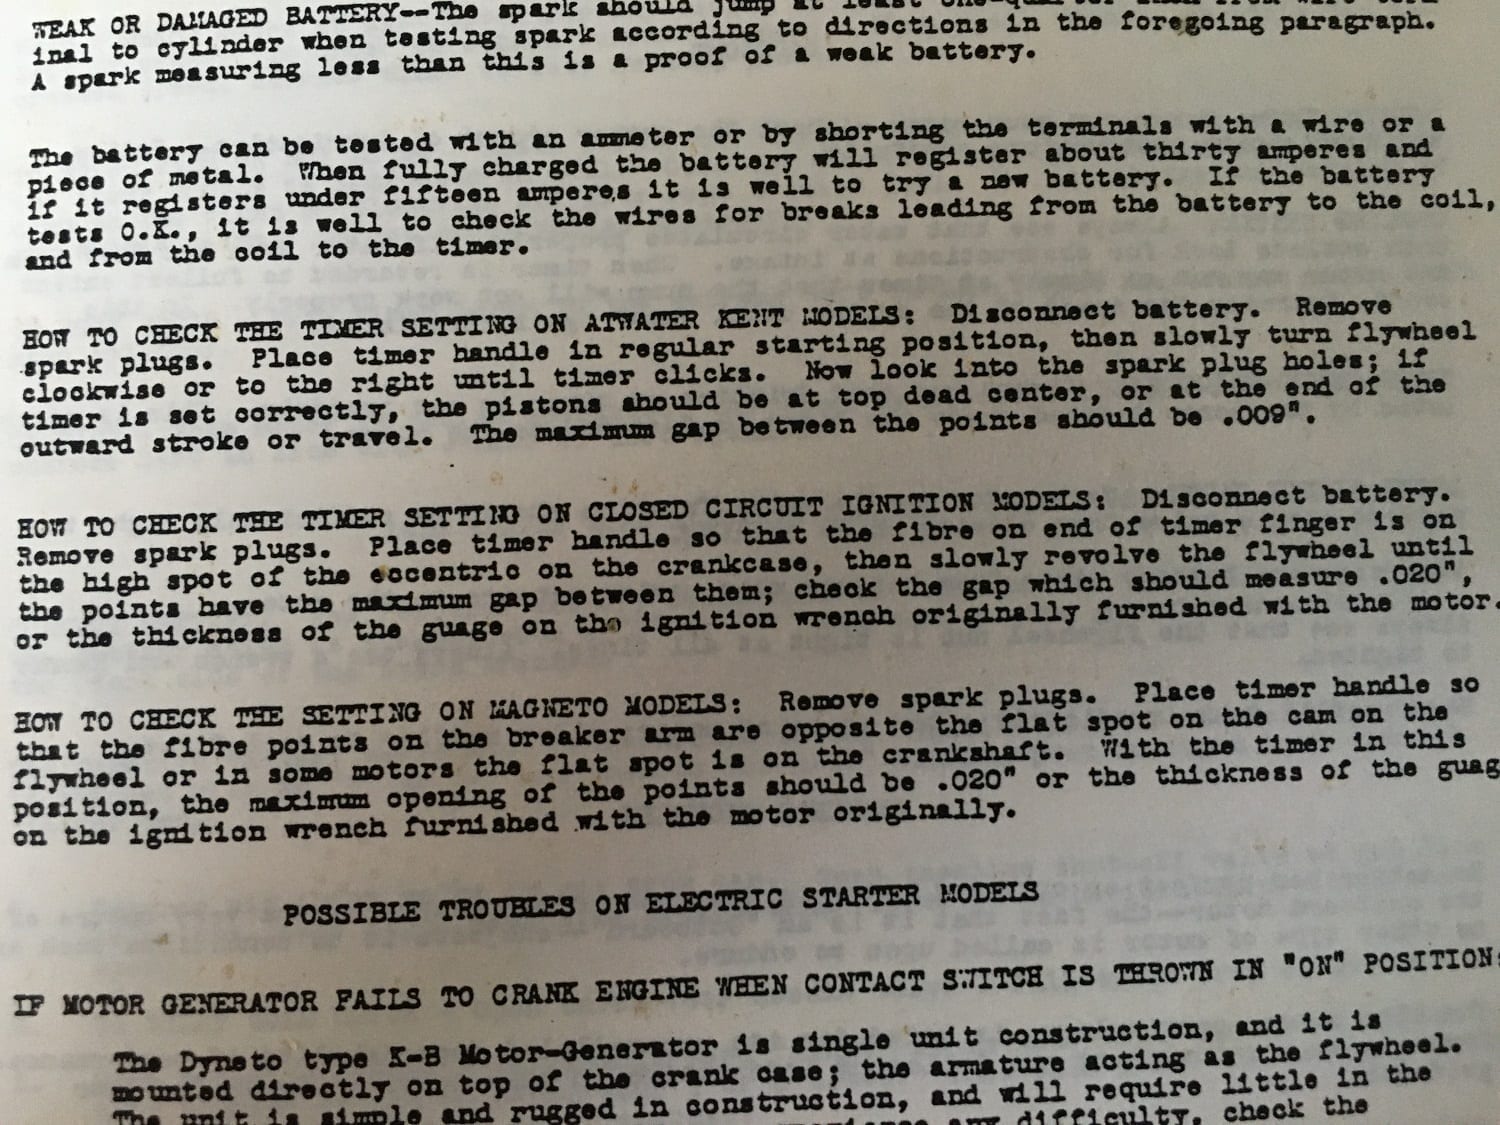 WEAK OR DAMAGED BATTERY--The spark should jump at least one-quarter inch from wire term-
inal to cylinder when testing spark according to directions in the foregoing paragraph.
A spark measuring less than this is a proof of a weak battery.
The battery can be tested with an ammeter or by shorting the terminals with a wire or a
piece of metal. When fully charged the battery will register about thirty amperes and
if it registers under fifteen amperes it is well to try a new battery. If the battery
tests O.K., it is well to check the wires for breaks leading from the battery to the coil,
and from the coil to the timer.
HOW TO CHECK THE TIMER SETTING ON ATWATER KENT MODELS: Disconnect battery. Remove
spark plugs. Place timer handle in regular starting position, then slowly turn flywheel
clockwise or to the right until timer clicks. Now look into the spark plug holes; if
timer is set correctly, the pistons should be at top dead center, or at the end of the
outward stroke or travel. The maximum gap between the points should be .009".
HOW TO CHECK THE TIMER SETTING ON CLOSED CIRCUIT IGNITION MODELS: Disconnect battery.
Remove spark plugs. Place timer handle so that the fibre on end of timer finger is on
the high spot of the eccentric on the crankcase, then slowly revolve the flywheel until
the points have the maximum gap between them; check the gap which should measure .020",
or the thickness of the guage on the ignition wrench originally furnished with the motor.
HOW TO CHECK THE SETTING ON MAGNETO MODELS: Remove spark plugs. Place timer handle so
that the fibre points on the breaker arm are opposite the flat spot on the cam on the
flywheel or in some motors the flat spot is on the crankshaft. With the timer in this
position, the maximum opening of the points should be .020" or the thickness of the guag
on the ignition wrench furnished with the motor originally.
POSSIBLE TROUBLES ON ELECTRIC STARTER MODELS
IF MOTOR GENERATOR FAILS TO CRANK ENGINE WHEN CONTACT SWITCH IS THROWN IN "ON" POSITION:
The Dyneto type K-B Motor-Generator is single unit construction, and it is
mounted directly on top of the crank case; the armature acting as the flywheel.
The unit is simple and rugged in construction, and will require little in the
any difficulty, check the